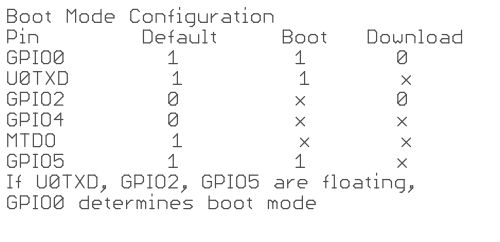 Boot Mode Configuration
Pin Default Boot Download
GPIO0 1 1 0
U0TXD 1 1 x
GPIO2 0 x 0
GPIO4 0 x x
MTDO 1 x x
GPIO5 1 1 x
If U0TXD, GPIO2, GPIO5 are floating,
GPIO0 determines boot mode